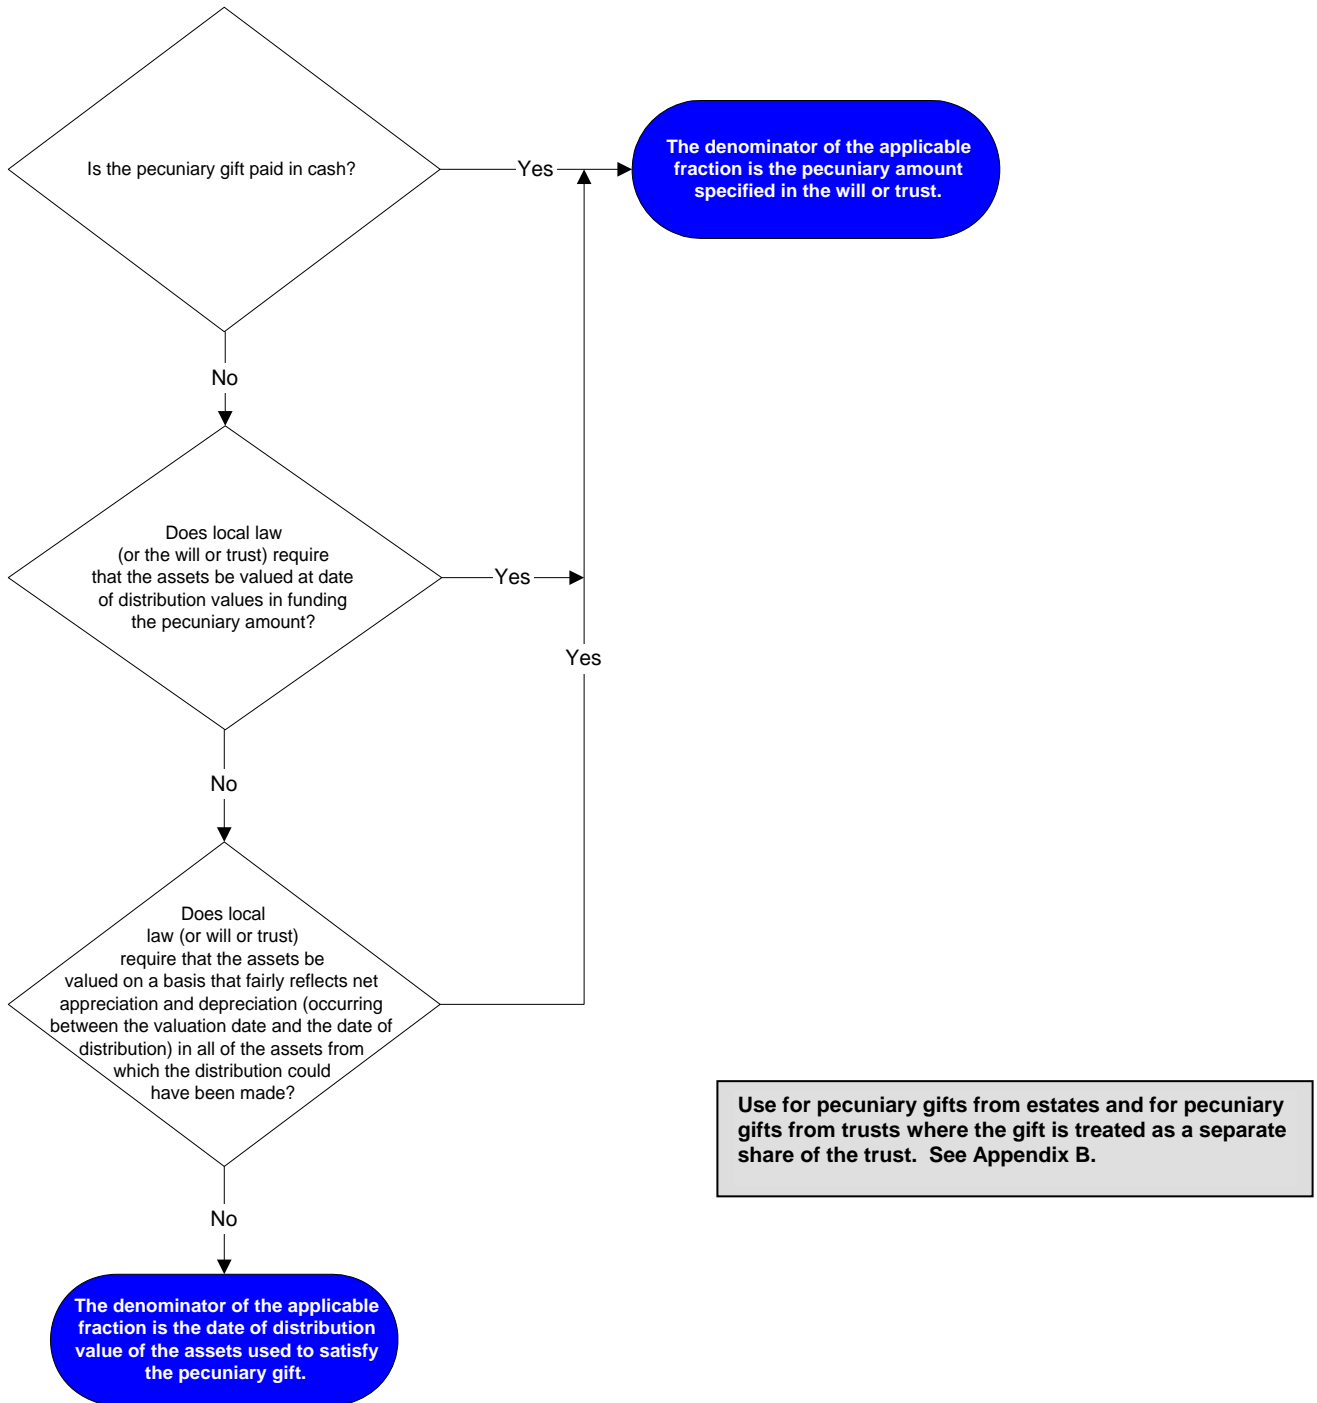 Is the pecuniary gift paid in cash?
Yes
The denominator of the applicable
fraction is the pecuniary amount
specified in the will or trust.
No
Does local law
(or the will or trust) require
that the assets be valued at date
of distribution values in funding
the pecuniary amount?
Yes
Yes
No
Does local
law (or will or trust)
require that the assets be
valued on a basis that fairly reflects net
appreciation and depreciation (occurring
between the valuation date and the date of
distribution) in all of the assets from
which the distribution could
have been made?
Use for pecuniary gifts from estates and for pecuniary
gifts from trusts where the gift is treated as a separate
share of the trust.  See Appendix B.
No
The denominator of the applicable
fraction is the date of distribution
value of the assets used to satisfy
the pecuniary gift.